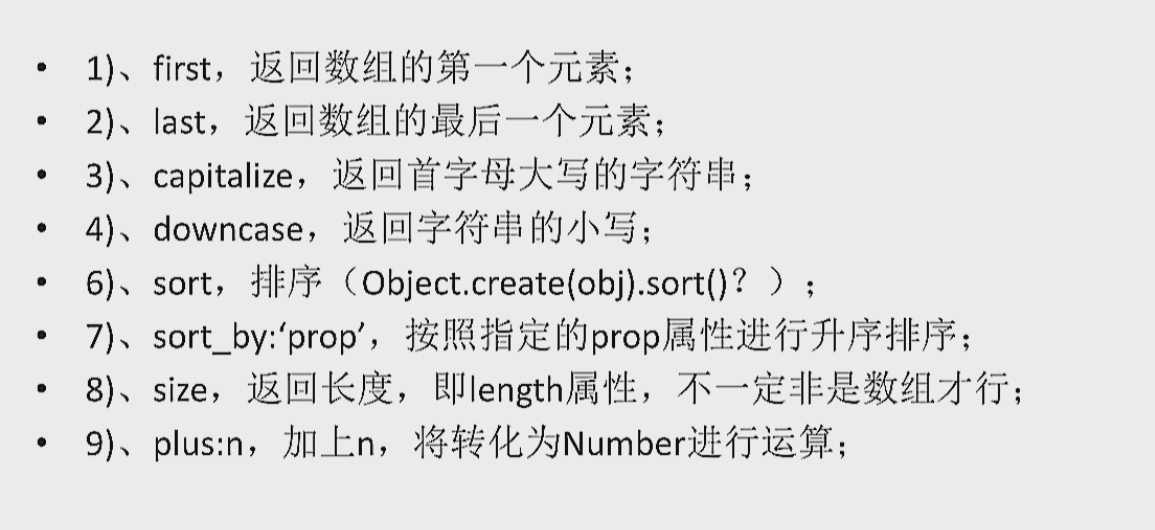 • 1)、first，返回数组的第一个元素；
• 2)、last，返回数组的最后一个元素；
• 3)、capitalize，返回首字母大写的字符串；
• 4)、downcase，返回字符串的小写；
• 6)、sort，排序（Object.create(obj).sort()？）；
• 7)、sort_by:‘prop’，按照指定的prop属性进行升序排序；
• 8)、size，返回长度，即length属性，不一定非是数组才行；
• 9)、plus:n，加上n，将转化为Number进行运算；